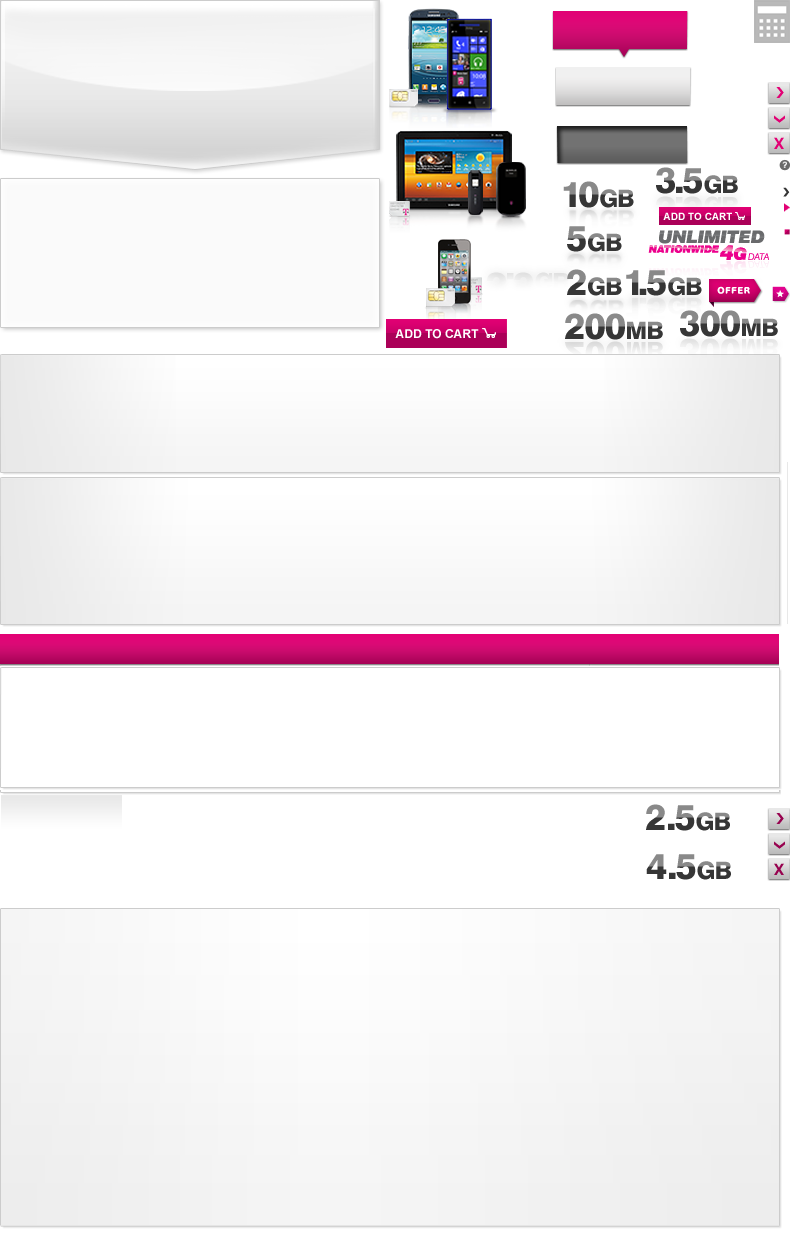 3.5GB
10GB
ADD TO CART
5GB
UNLIMITED
NATIONWIDE 4G DATA
2GB
1.5GB
OFFER
200MB
300MB
ADD TO CART
2.5GB
4.5GB